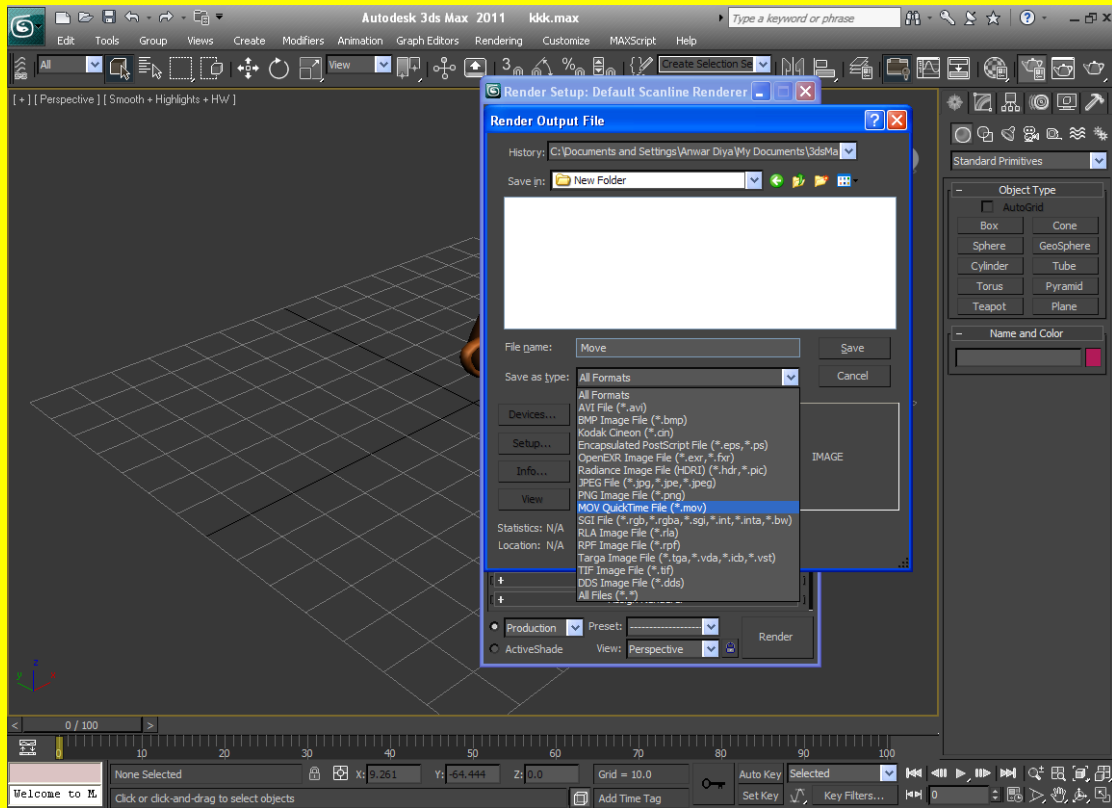 Autodesk 3ds Max 2011 kkk.max
Type a keyword or phrase
Edit Tools Group Views Create Modifiers Animation Graph Editors Rendering Customize MAXScript Help
All
View
3
Create Selection Se
[ + ] [ Perspective ] [ Smooth + Highlights + HW ]
Render Setup: Default Scanline Renderer
Render Output File
History: C:\Documents and Settings\Anwar Diya\My Documents\3dsMa
Save in: New Folder
File name: Move
Save
Save as type: All Formats
Cancel
All Formats
AVI File (*.avi)
BMP Image File (*.bmp)
Kodak Cineon (*.cin)
Encapsulated PostScript File (*.eps,*.ps)
OpenEXR Image File (*.exr,*.fxr)
Radiance Image File (HDRI) (*.hdr,*.pic)
JPEG File (*.jpg,*.jpe,*.jpeg)
PNG Image File (*.png)
MOV QuickTime File (*.mov)
SGI File (*.rgb,*.rgba,*.sgi,*.int,*.inta,*.bw)
RLA Image File (*.rla)
RPF Image File (*.rpf)
Targa Image File (*.tga,*.vda,*.icb,*.vst)
TIF Image File (*.tif)
DDS Image File (*.dds)
All Files (*.*)
Devices...
Setup...
Info...
View
IMAGE
Statistics: N/A
Location: N/A
Production
Preset: --------------------
Render
ActiveShade
View: Perspective
Standard Primitives
Object Type
AutoGrid
Box Cone
Sphere GeoSphere
Cylinder Tube
Torus Pyramid
Teapot Plane
Name and Color
z
y x
< 0 / 100 >
0 10 20 30 40 50 60 70 80 90 100
None Selected
X: 9.261 Y: -64.444 Z: 0.0
Grid = 10.0
Auto Key Selected
Welcome to M
Click or click-and-drag to select objects
Add Time Tag
Set Key Key Filters...
0